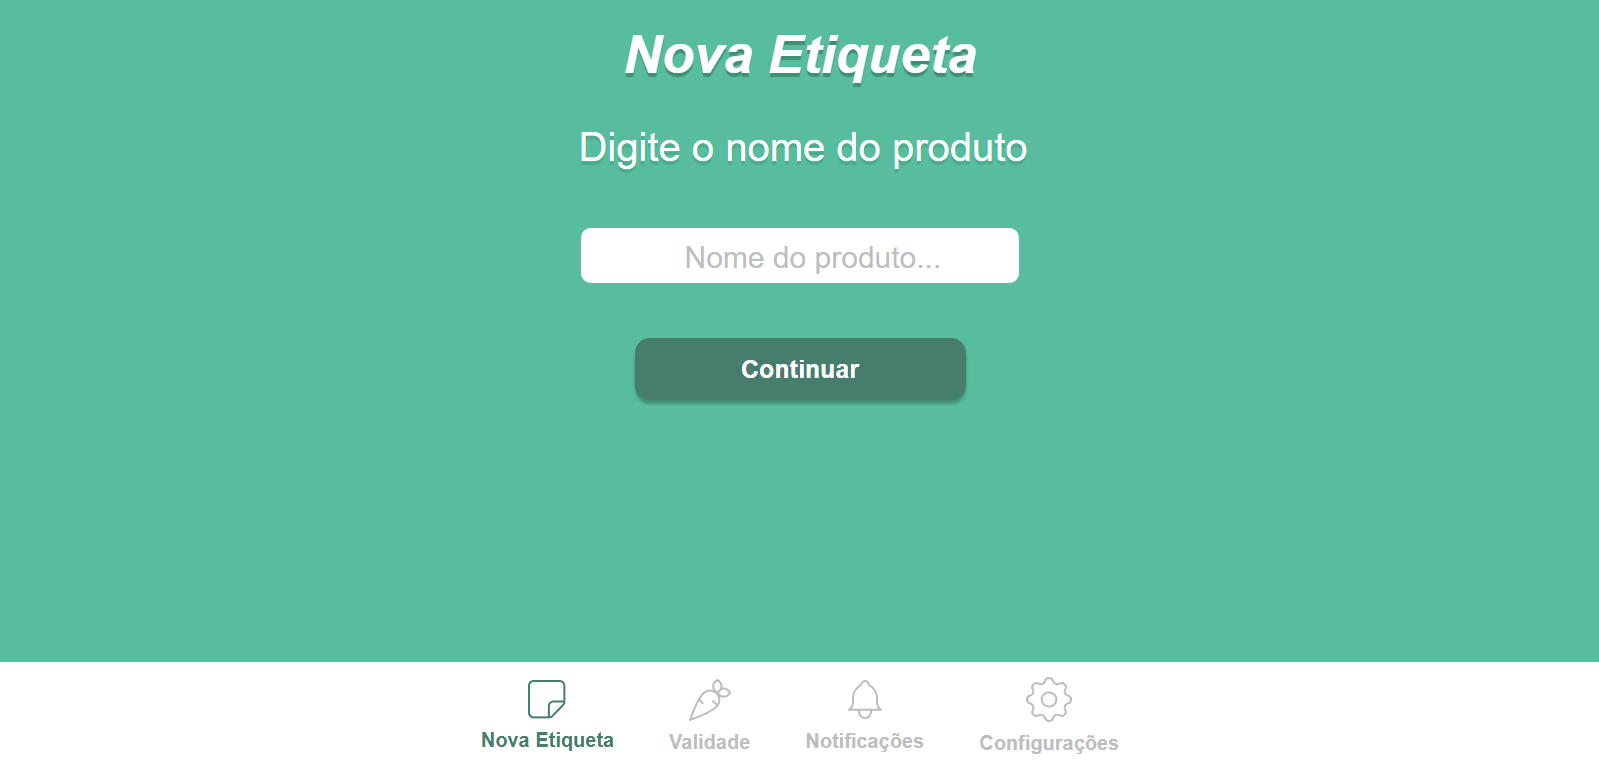 Nova Etiqueta
Digite o nome do produto
Nome do produto...
Continuar
Nova Etiqueta
Validade
Notificações
Configurações